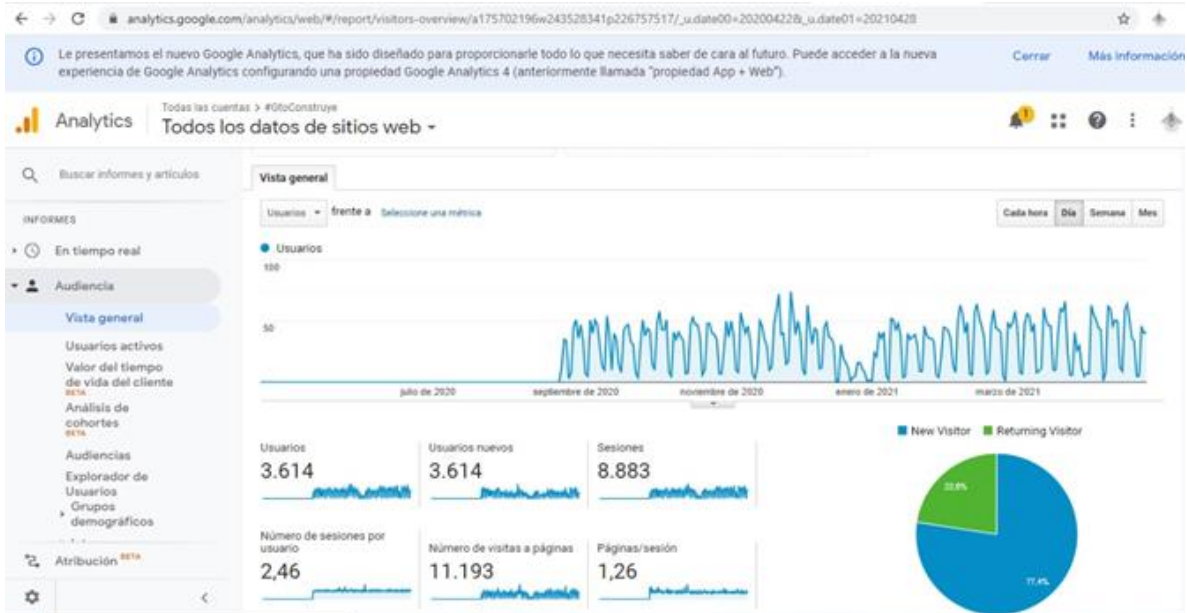 analytics.google.com/analytics/web/#/report/visitors-overview/a175702196w243528341p226757517/_u.date00=20200422&_u.date01=20210428
Le presentamos el nuevo Google Analytics, que ha sido diseñado para proporcionarle todo lo que necesita saber de cara al futuro. Puede acceder a la nueva
experiencia de Google Analytics configurando una propiedad Google Analytics 4 (anteriormente llamada "propiedad App + Web").
Cerrar
Más información
Analytics
Todas las cuentas > #GtoConstruye
Todos los datos de sitios web
1
Buscar informes y artículos
INFORMES
En tiempo real
Audiencia
Vista general
Usuarios activos
Valor del tiempo
de vida del cliente
BETA
Análisis de
cohortes
BETA
Audiencias
Explorador de
Usuarios
Grupos
demográficos
Atribución BETA
Vista general
Usuarios frente a Seleccione una métrica
Cada hora Día Semana Mes
Usuarios
100
50
julio de 2020 septiembre de 2020 noviembre de 2020 enero de 2021 marzo de 2021
New Visitor Returning Visitor
Usuarios
3.614
Usuarios nuevos
3.614
Sesiones
8.883
Número de sesiones por
usuario
2,46
Número de visitas a páginas
11.193
Páginas/sesión
1,26
22,6%
77,4%